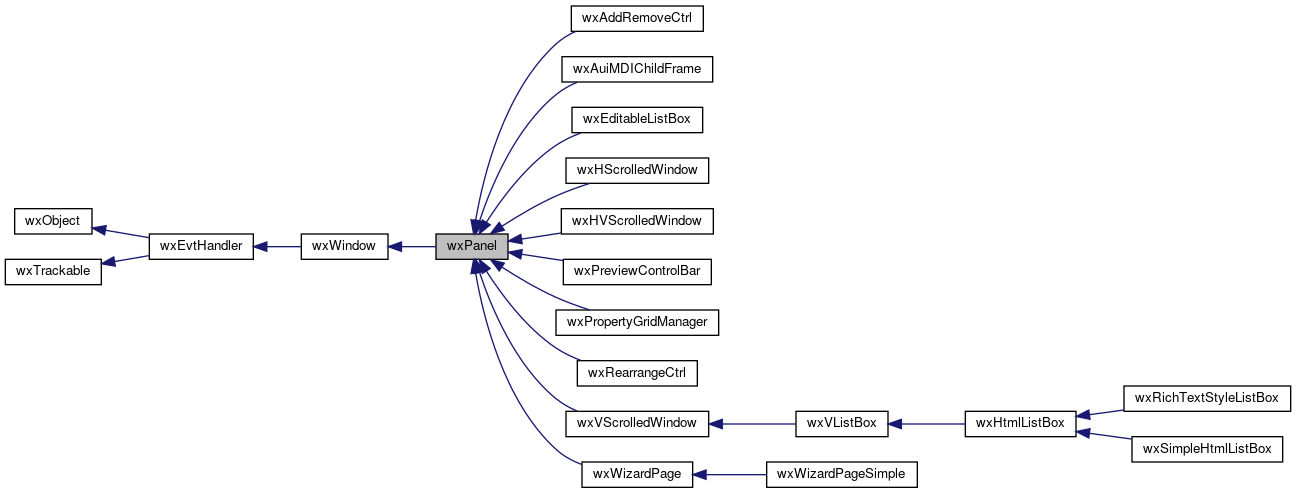 wxAddRemoveCtrl
wxAuiMDIChildFrame
wxEditableListBox
wxHScrolledWindow
wxObject
wxHVScrolledWindow
wxEvtHandler
wxWindow
wxPanel
wxTrackable
wxPreviewControlBar
wxPropertyGridManager
wxRearrangeCtrl
wxRichTextStyleListBox
wxVScrolledWindow
wxVListBox
wxHtmlListBox
wxSimpleHtmlListBox
wxWizardPage
wxWizardPageSimple